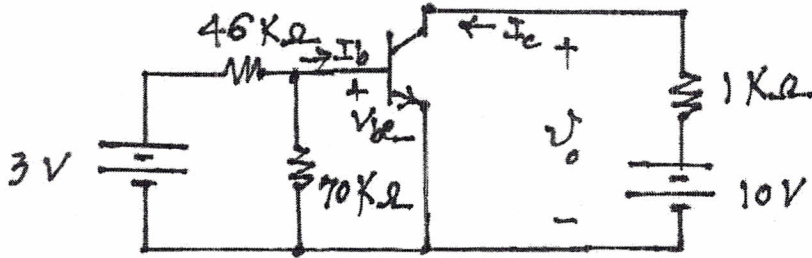 46KΩ
→Ib
←Ic
+
+
Vbe
-
1KΩ
3V
70KΩ
v₀
-
10V